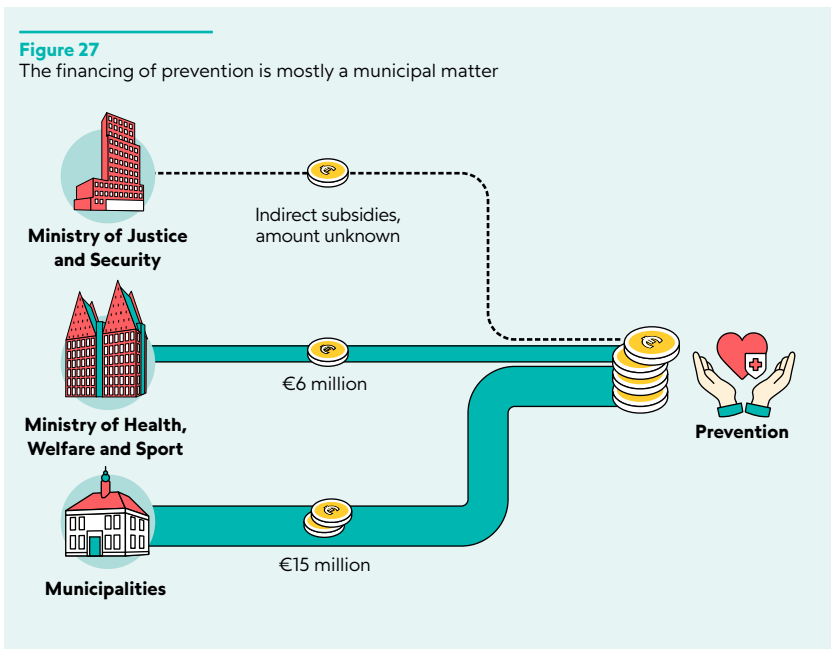 Figure 27
The financing of prevention is mostly a municipal matter
€
Indirect subsidies,
amount unknown
Ministry of Justice
and Security
€
€
€6 million
Ministry of Health,
Welfare and Sport
Prevention
€
€15 million
Municipalities